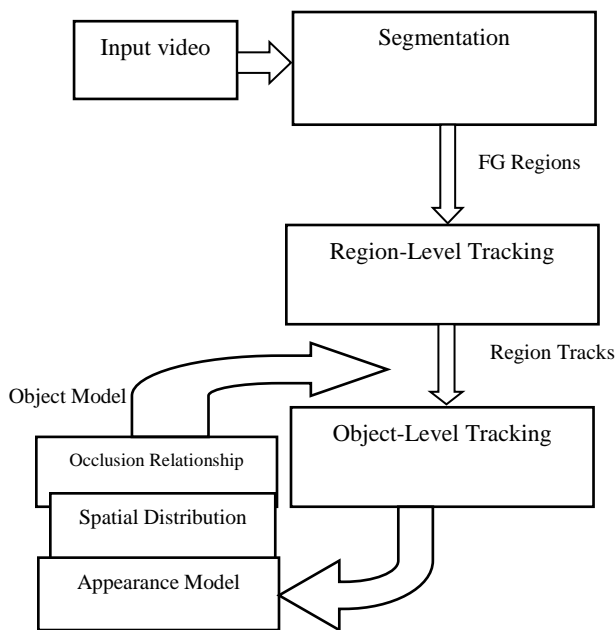 Input video
Segmentation
FG Regions
Region-Level Tracking
Region Tracks
Object Model
Object-Level Tracking
Occlusion Relationship
Spatial Distribution
Appearance Model